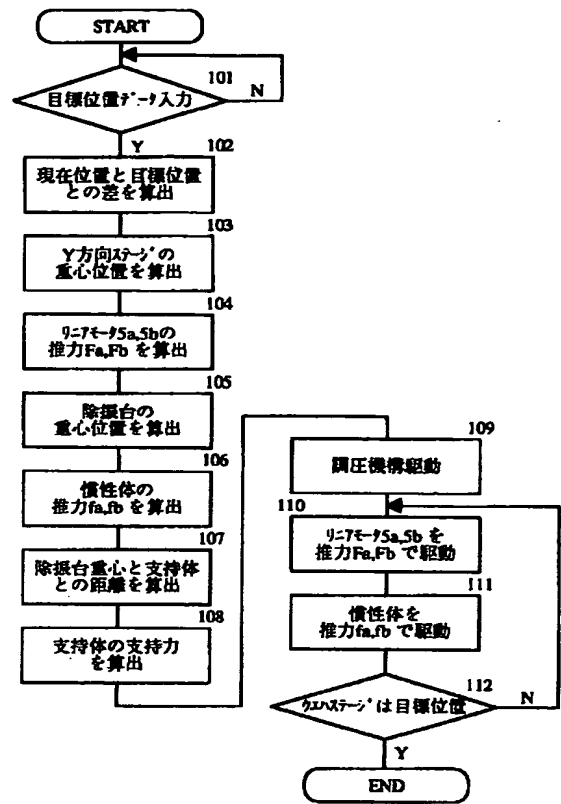 START
101
目標位置データ入力
N
Y
102
現在位置と目標位置
との差を算出
103
Y方向ステージの
重心位置を算出
104
リニアモータ5a,5bの
推力Fa,Fb を算出
105
除振台の
重心位置を算出
106
慣性体の
推力fa,fb を算出
107
除振台重心と支持体
との距離を算出
108
支持体の支持力
を算出
109
調圧機構駆動
110
リニアモータ5a,5b を
推力Fa,Fb で駆動
111
慣性体を
推力fa,fb で駆動
112
ウエハステージは目標位置
N
Y
END